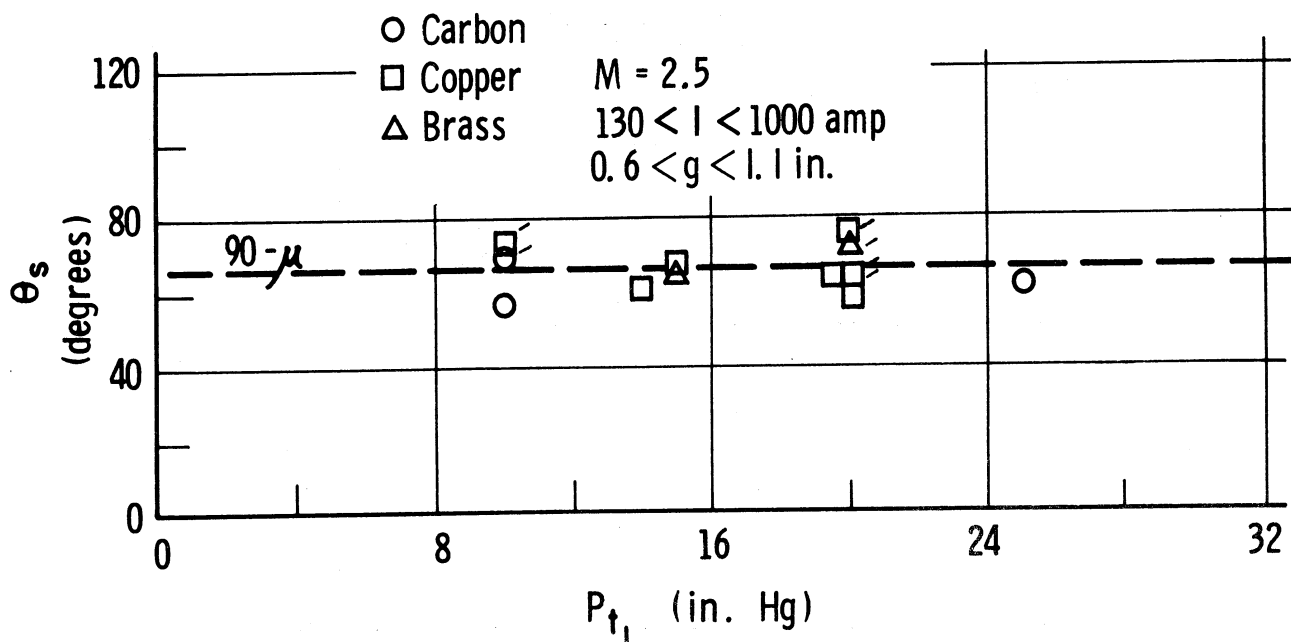 ○ Carbon
□ Copper
△ Brass
M = 2.5
130 < I < 1000 amp
0.6 < g < 1.1 in.
120
80
40
0
θs
(degrees)
90-μ
0
8
16
24
32
Pt1 (in. Hg)